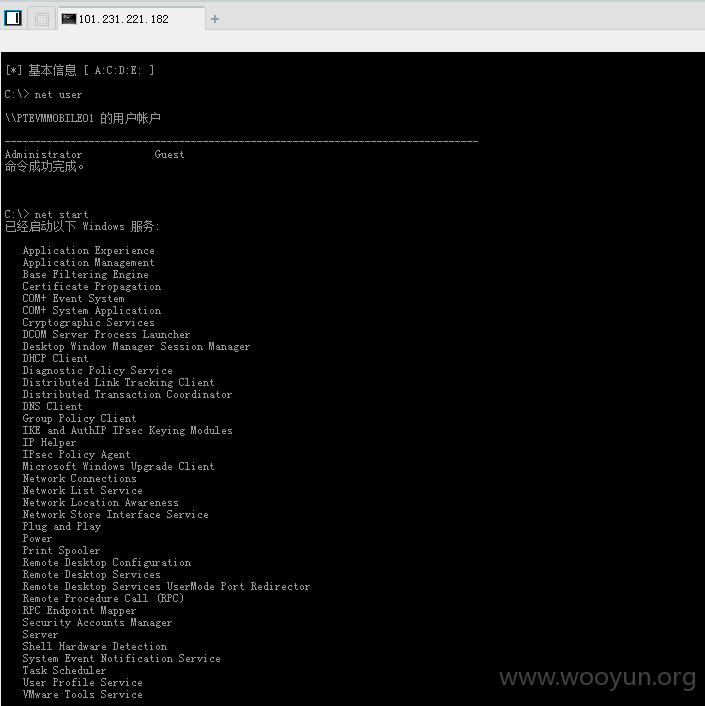 101.231.221.182
[*] 基本信息 [ A:C:D:E: ]
C:\> net user
\\PTEVMMOBILE01 的用户帐户
-------------------------------------------------------------------------------
Administrator            Guest
命令成功完成。
C:\> net start
已经启动以下 Windows 服务:
Application Experience
Application Management
Base Filtering Engine
Certificate Propagation
COM+ Event System
COM+ System Application
Cryptographic Services
DCOM Server Process Launcher
Desktop Window Manager Session Manager
DHCP Client
Diagnostic Policy Service
Distributed Link Tracking Client
Distributed Transaction Coordinator
DNS Client
Group Policy Client
IKE and AuthIP IPsec Keying Modules
IP Helper
IPsec Policy Agent
Microsoft Windows Upgrade Client
Network Connections
Network List Service
Network Location Awareness
Network Store Interface Service
Plug and Play
Power
Print Spooler
Remote Desktop Configuration
Remote Desktop Services
Remote Desktop Services UserMode Port Redirector
Remote Procedure Call (RPC)
RPC Endpoint Mapper
Security Accounts Manager
Server
Shell Hardware Detection
System Event Notification Service
Task Scheduler
User Profile Service
VMware Tools Service
www.wooyun.org